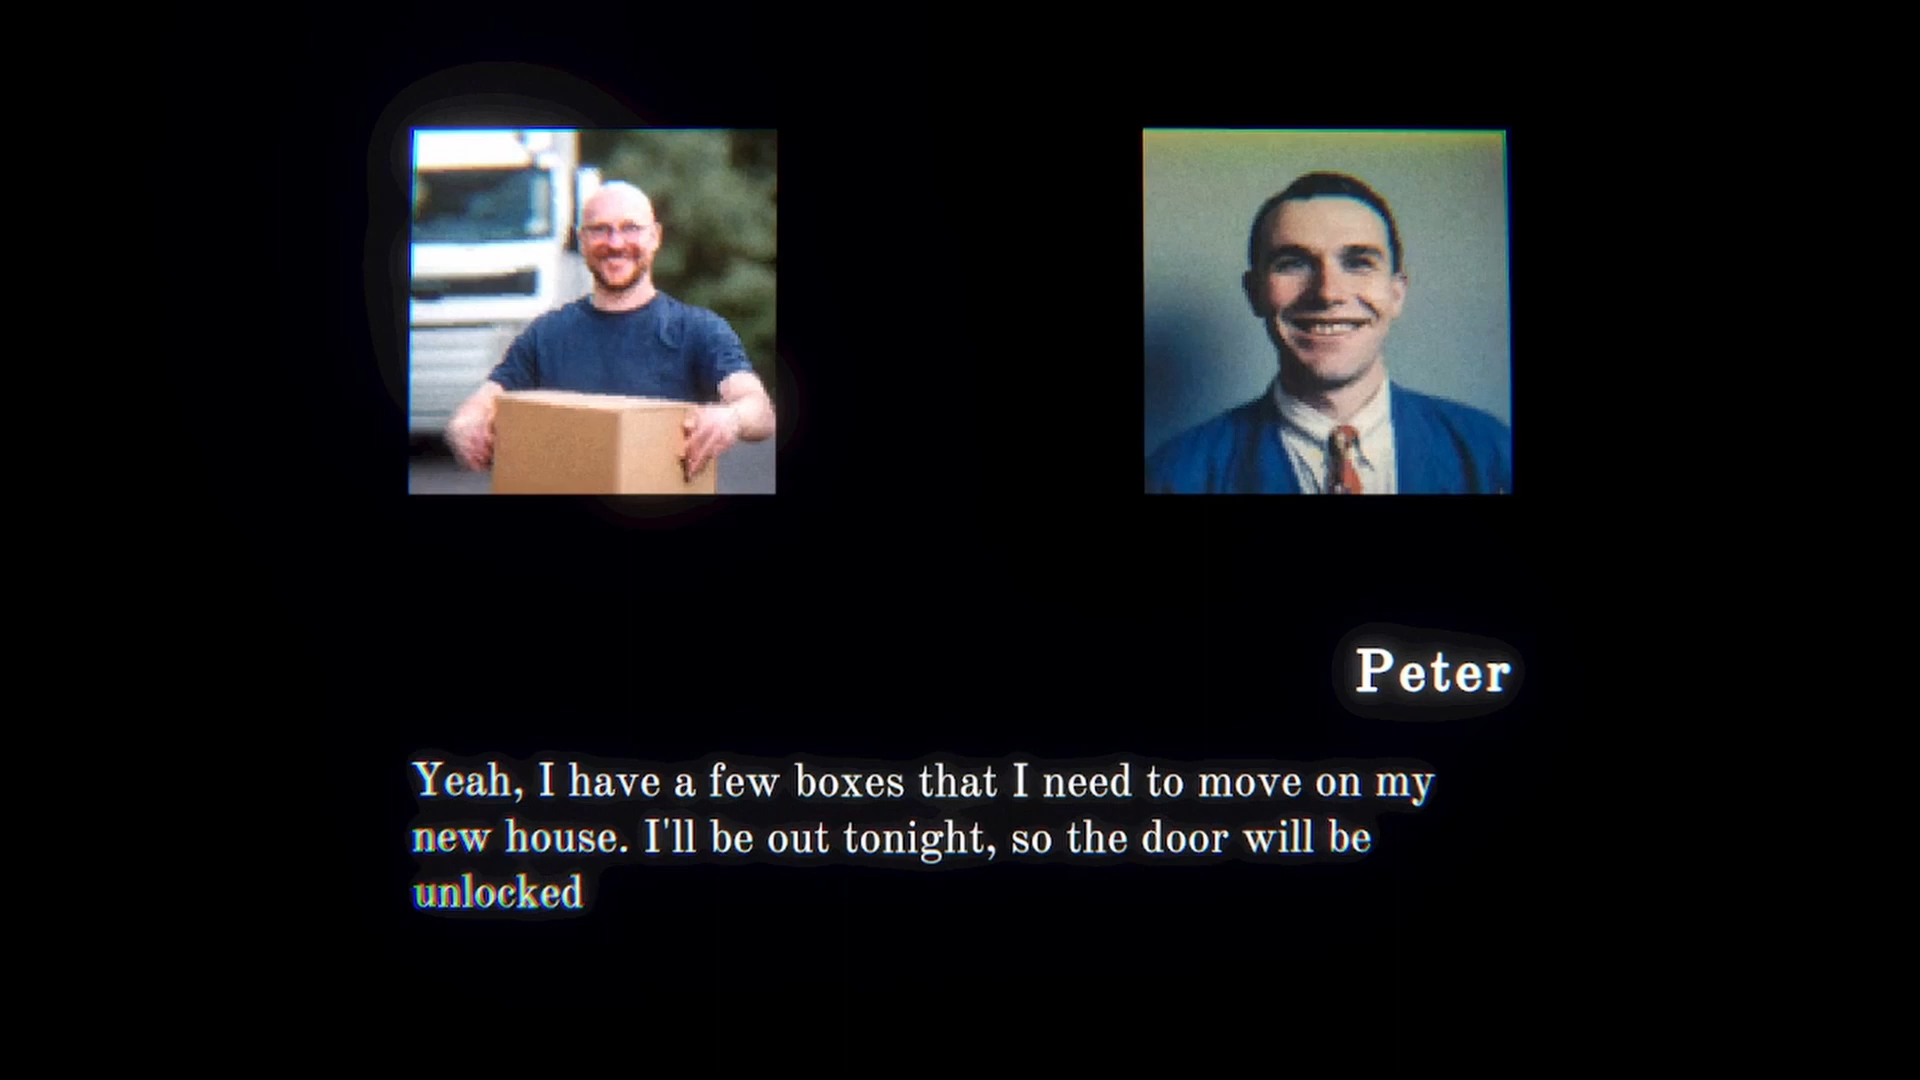 Peter
Yeah, I have a few boxes that I need to move on my
new house. I'll be out tonight, so the door will be
unlocked